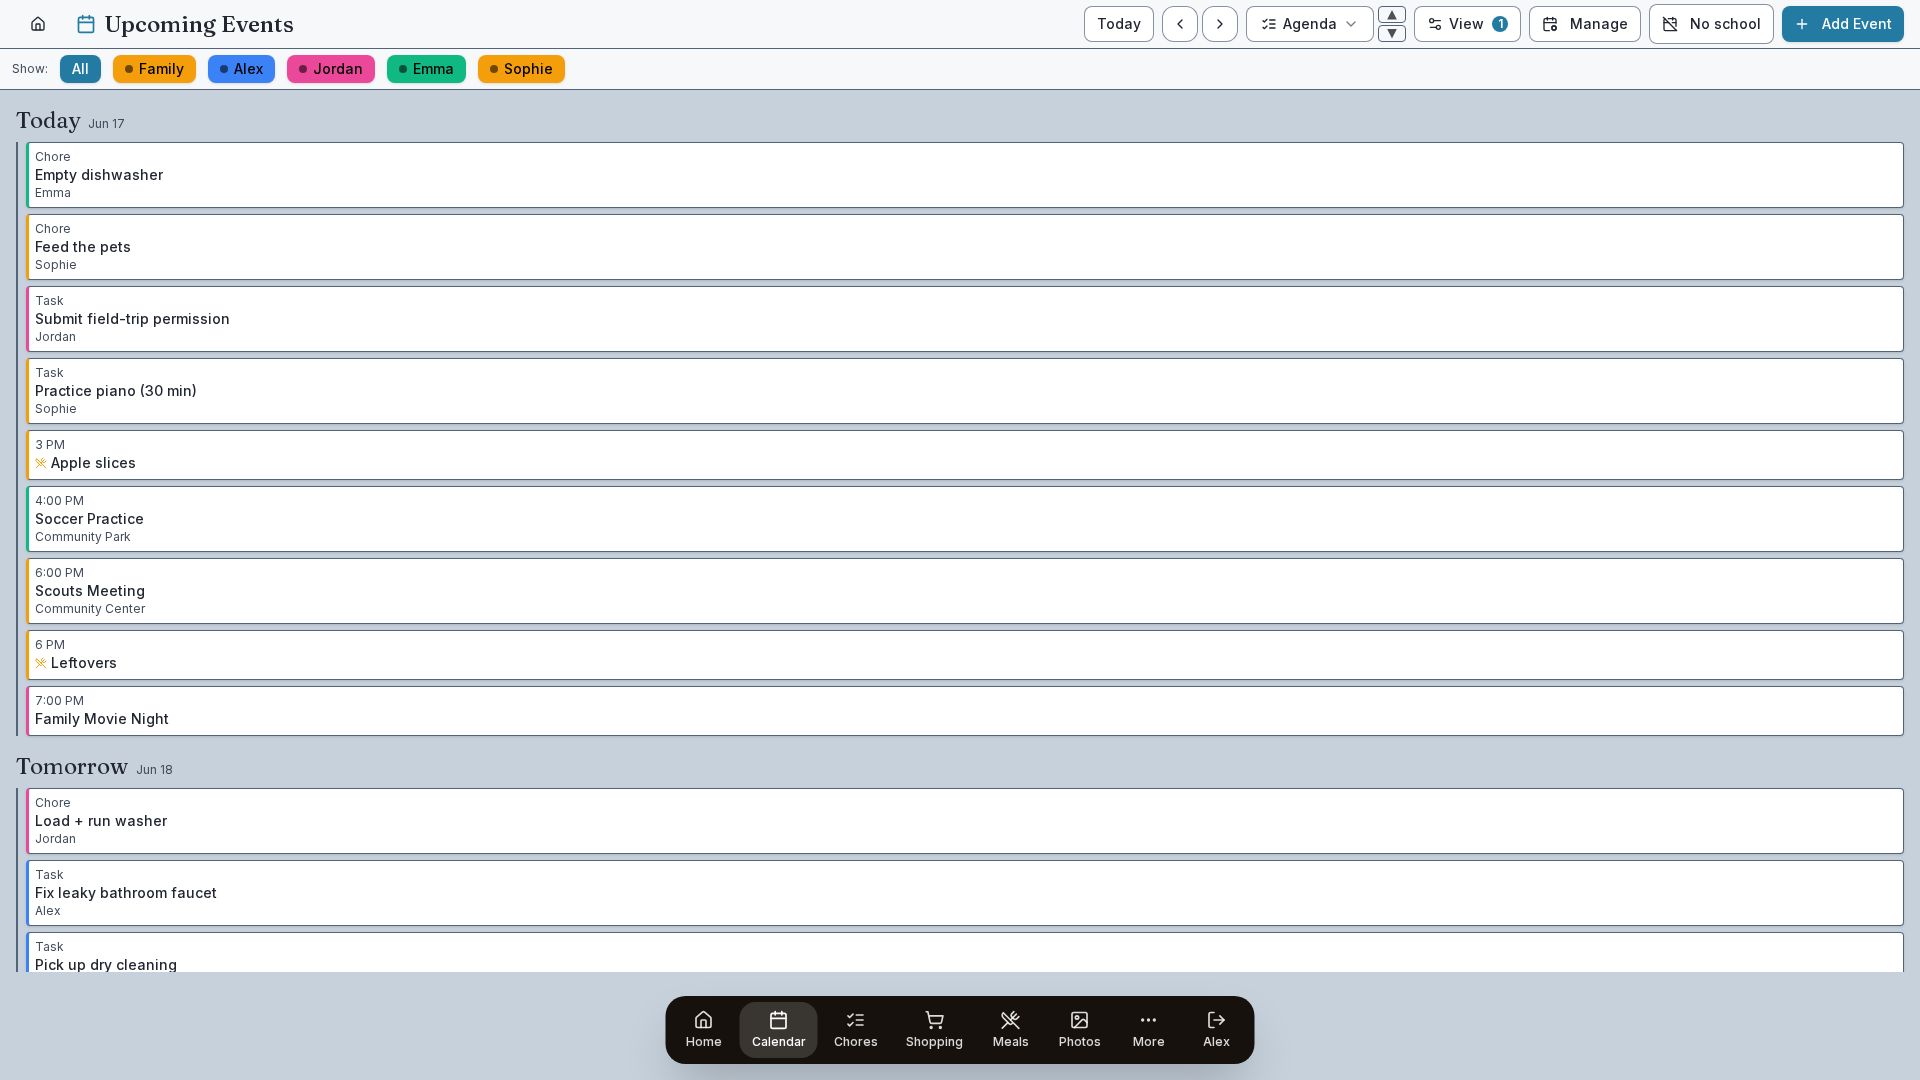 Upcoming Events
Today
Agenda
View 1
Manage
No school
Add Event
Show:
All
Family
Alex
Jordan
Emma
Sophie
Today Jun 17
Chore
Empty dishwasher
Emma
Chore
Feed the pets
Sophie
Task
Submit field-trip permission
Jordan
Task
Practice piano (30 min)
Sophie
3 PM
Apple slices
4:00 PM
Soccer Practice
Community Park
6:00 PM
Scouts Meeting
Community Center
6 PM
Leftovers
7:00 PM
Family Movie Night
Tomorrow Jun 18
Chore
Load + run washer
Jordan
Task
Fix leaky bathroom faucet
Alex
Task
Pick up dry cleaning
Home
Calendar
Chores
Shopping
Meals
Photos
More
Alex